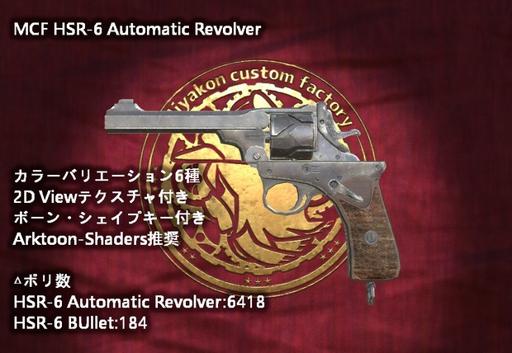 MCF HSR-6 Automatic Revolver
iyakon custom factory
カラーバリエーション6種
2D Viewテクスチャ付き
ボーン・シェイプキー付き
Arktoon-Shaders推奨
△ポリ数
HSR-6 Automatic Revolver:6418
HSR-6 BUllet:184